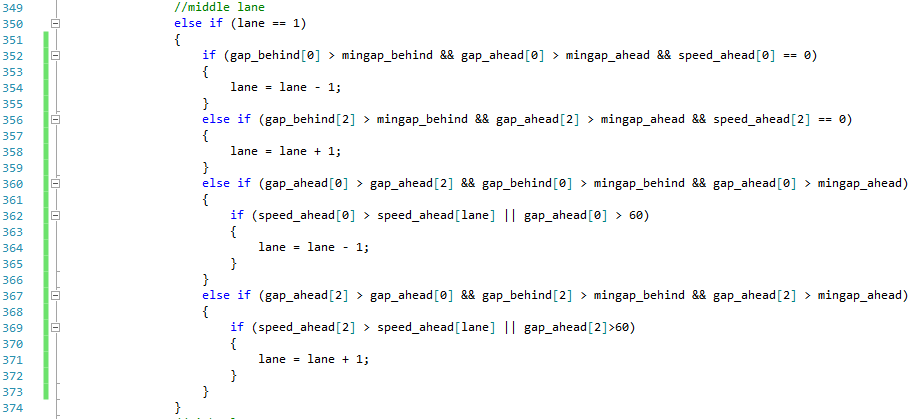 349 //middle lane
350 else if (lane == 1)
351 {
352 if (gap_behind[0] > mingap_behind && gap_ahead[0] > mingap_ahead && speed_ahead[0] == 0)
353 {
354 lane = lane - 1;
355 }
356 else if (gap_behind[2] > mingap_behind && gap_ahead[2] > mingap_ahead && speed_ahead[2] == 0)
357 {
358 lane = lane + 1;
359 }
360 else if (gap_ahead[0] > gap_ahead[2] && gap_behind[0] > mingap_behind && gap_ahead[0] > mingap_ahead)
361 {
362 if (speed_ahead[0] > speed_ahead[lane] || gap_ahead[0] > 60)
363 {
364 lane = lane - 1;
365 }
366 }
367 else if (gap_ahead[2] > gap_ahead[0] && gap_behind[2] > mingap_behind && gap_ahead[2] > mingap_ahead)
368 {
369 if (speed_ahead[2] > speed_ahead[lane] || gap_ahead[2]>60)
370 {
371 lane = lane + 1;
372 }
373 }
374 }